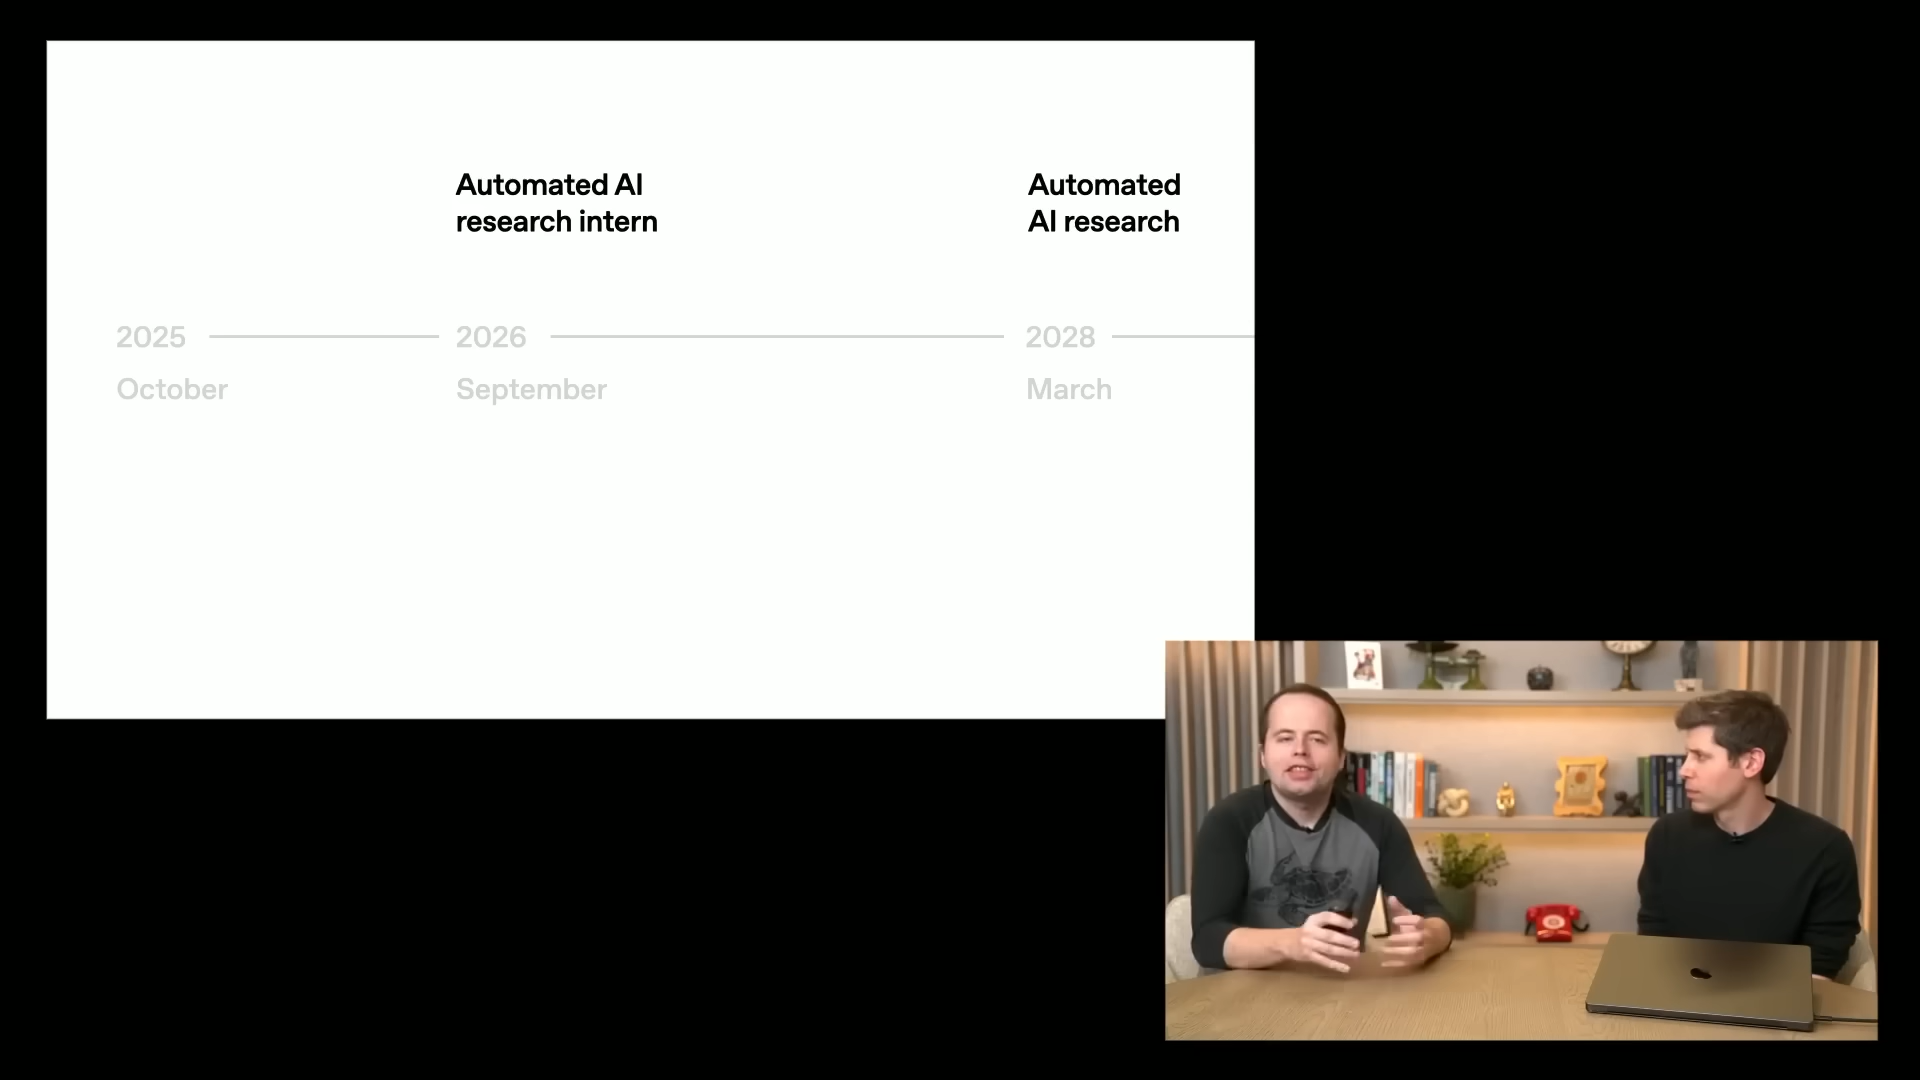 Automated AI
research intern
Automated
AI research
2025
2026
2028
October
September
March